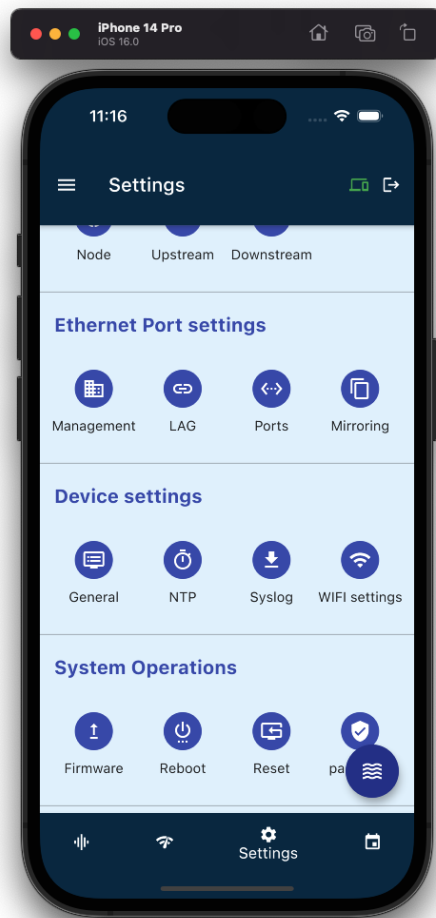 iPhone 14 Pro
iOS 16.0
11:16
Settings
Node Upstream Downstream
Ethernet Port settings
Management LAG Ports Mirroring
Device settings
General NTP Syslog WIFI settings
System Operations
Firmware Reboot Reset
Settings